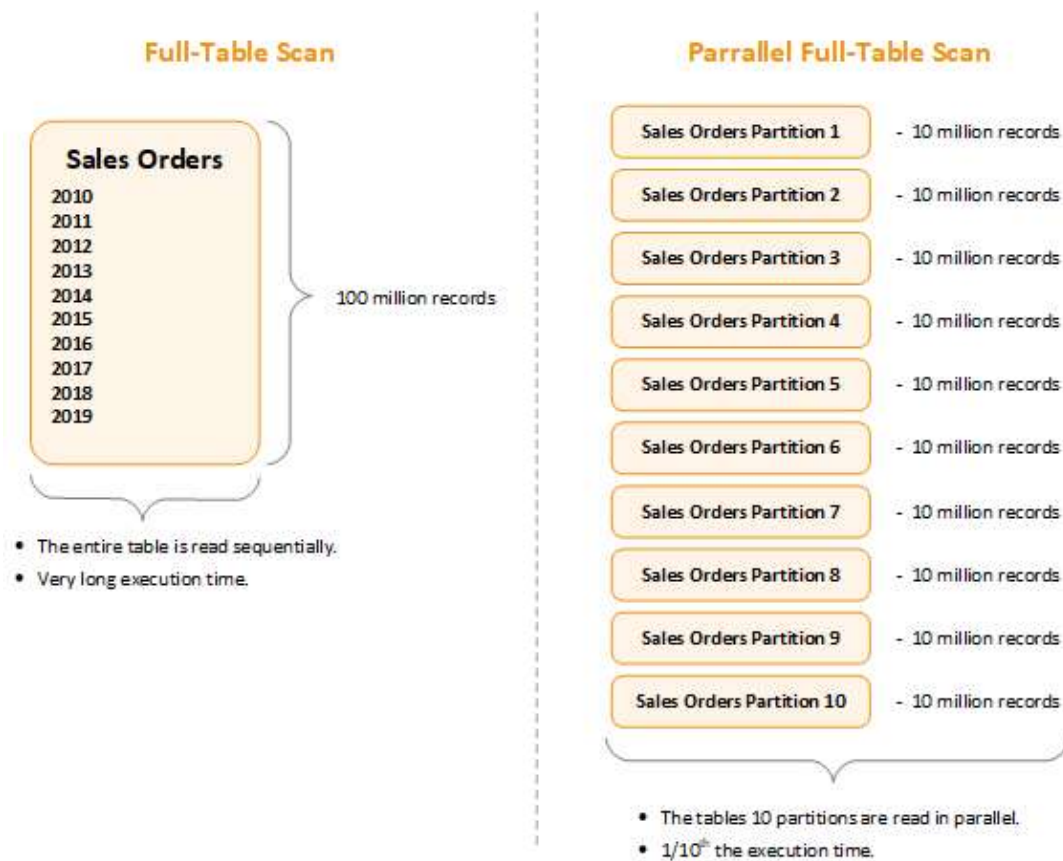 Full-Table Scan
Sales Orders
2010
2011
2012
2013
2014
2015
2016
2017
2018
2019
100 million records
• The entire table is read sequentially.
• Very long execution time.
Parrallel Full-Table Scan
Sales Orders Partition 1 - 10 million records
Sales Orders Partition 2 - 10 million records
Sales Orders Partition 3 - 10 million records
Sales Orders Partition 4 - 10 million records
Sales Orders Partition 5 - 10 million records
Sales Orders Partition 6 - 10 million records
Sales Orders Partition 7 - 10 million records
Sales Orders Partition 8 - 10 million records
Sales Orders Partition 9 - 10 million records
Sales Orders Partition 10 - 10 million records
• The tables 10 partitions are read in parallel.
• 1/10th the execution time.